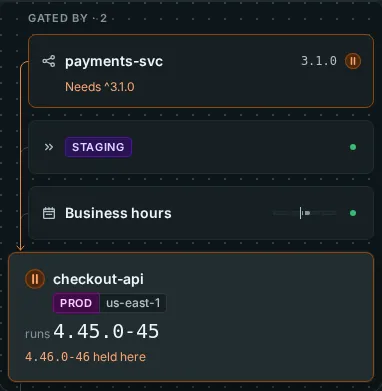 GATED BY · 2
payments-svc 3.1.0
Needs ^3.1.0
STAGING
Business hours
checkout-api
PROD us-east-1
runs 4.45.0-45
4.46.0-46 held here